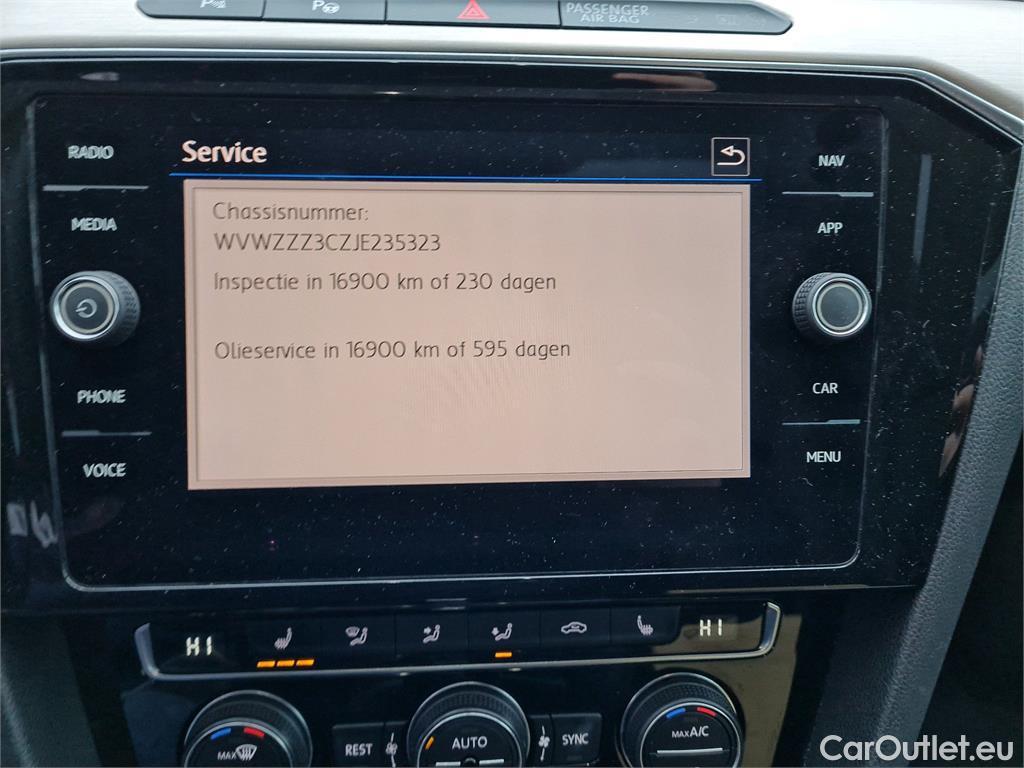 PASSENGER
AIR BAG
RADIO
Service
NAV
MEDIA
APP
Chassisnummer:
WVWZZZ3CZJE235323
Inspectie in 16900 km of 230 dagen
Olieservice in 16900 km of 595 dagen
PHONE
CAR
VOICE
MENU
HI
HI
MAX
REST
AUTO
SYNC
MAX A/C
CarOutlet.eu